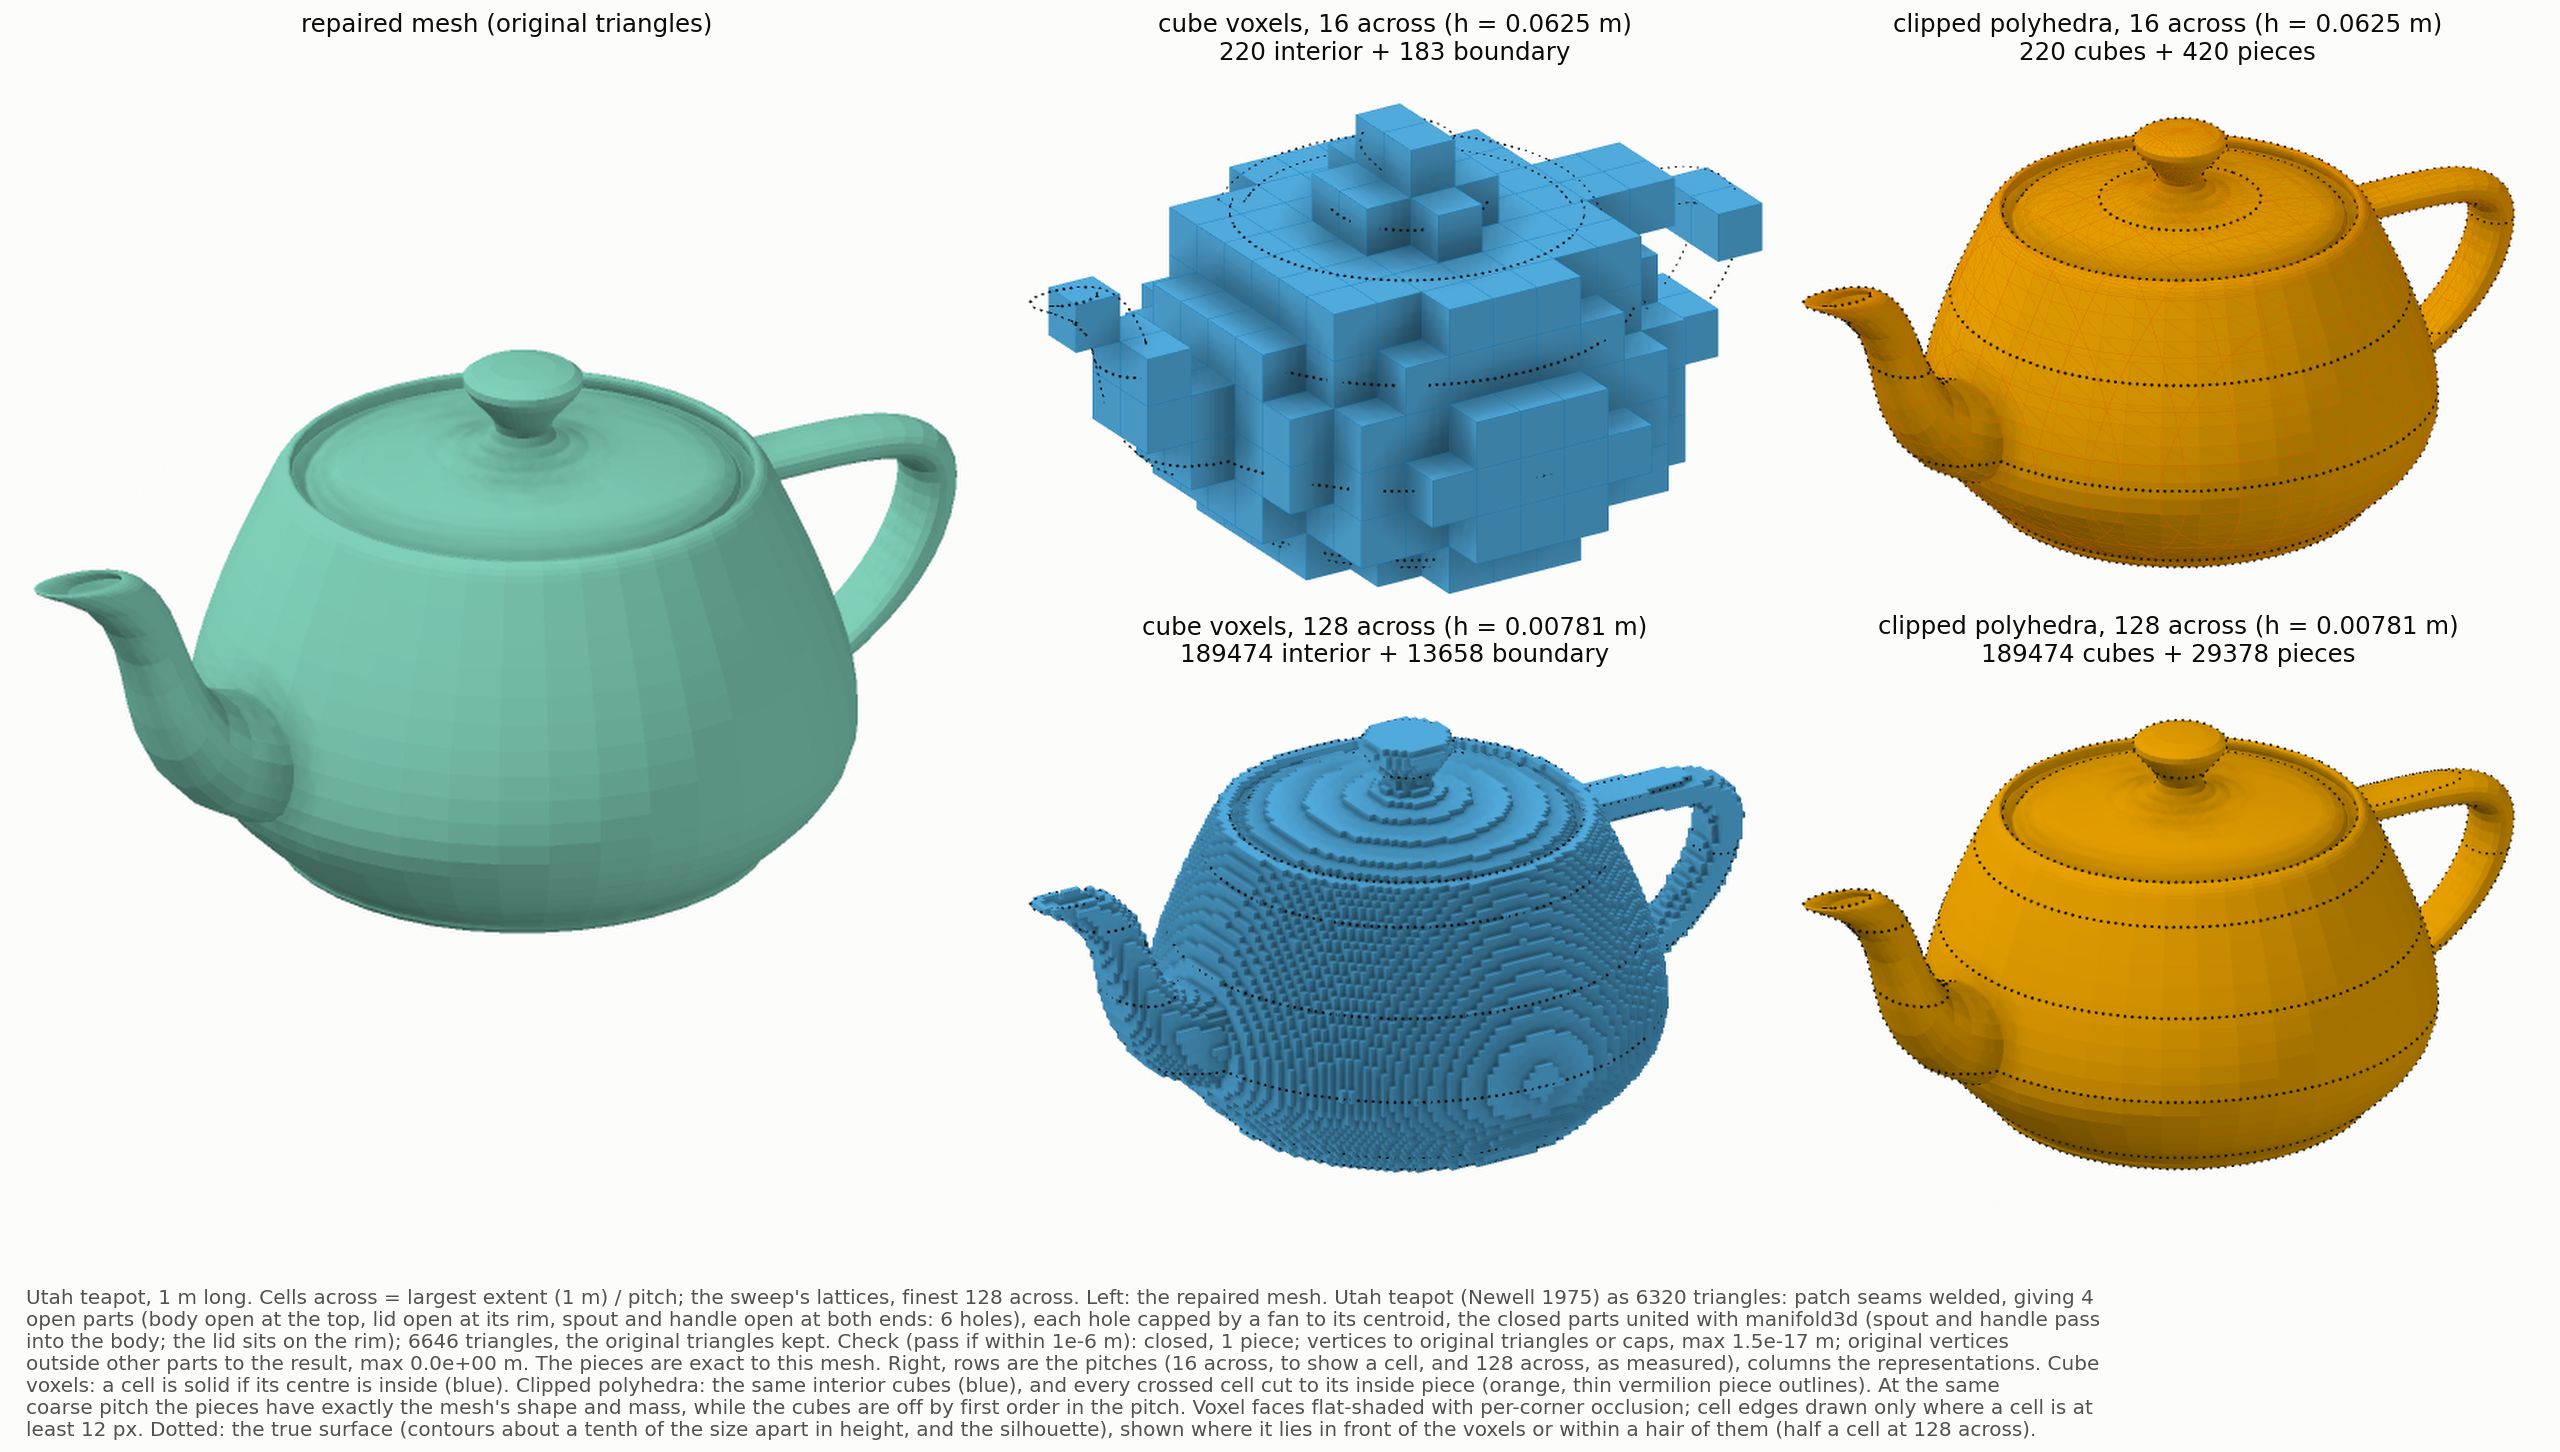 repaired mesh (original triangles)
cube voxels, 16 across (h = 0.0625 m)
220 interior + 183 boundary
clipped polyhedra, 16 across (h = 0.0625 m)
220 cubes + 420 pieces
cube voxels, 128 across (h = 0.00781 m)
189474 interior + 13658 boundary
clipped polyhedra, 128 across (h = 0.00781 m)
189474 cubes + 29378 pieces
Utah teapot, 1 m long. Cells across = largest extent (1 m) / pitch; the sweep's lattices, finest 128 across. Left: the repaired mesh. Utah teapot (Newell 1975) as 6320 triangles: patch seams welded, giving 4
open parts (body open at the top, lid open at its rim, spout and handle open at both ends: 6 holes), each hole capped by a fan to its centroid, the closed parts united with manifold3d (spout and handle pass
into the body; the lid sits on the rim); 6646 triangles, the original triangles kept. Check (pass if within 1e-6 m): closed, 1 piece; vertices to original triangles or caps, max 1.5e-17 m; original vertices
outside other parts to the result, max 0.0e+00 m. The pieces are exact to this mesh. Right, rows are the pitches (16 across, to show a cell, and 128 across, as measured), columns the representations. Cube
voxels: a cell is solid if its centre is inside (blue). Clipped polyhedra: the same interior cubes (blue), and every crossed cell cut to its inside piece (orange, thin vermilion piece outlines). At the same
coarse pitch the pieces have exactly the mesh's shape and mass, while the cubes are off by first order in the pitch. Voxel faces flat-shaded with per-corner occlusion; cell edges drawn only where a cell is at
least 12 px. Dotted: the true surface (contours about a tenth of the size apart in height, and the silhouette), shown where it lies in front of the voxels or within a hair of them (half a cell at 128 across).